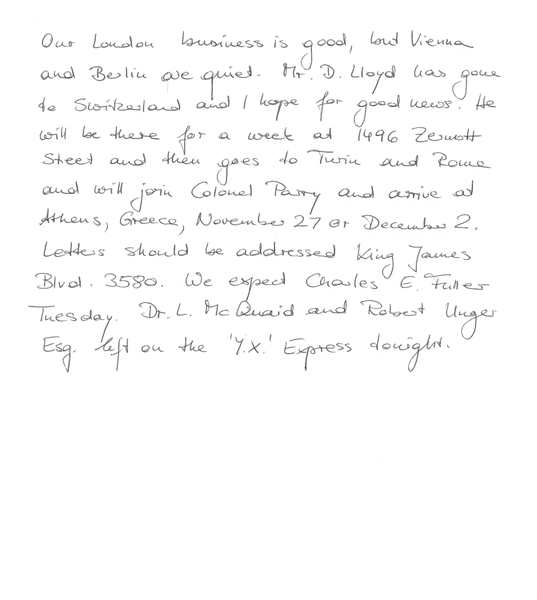 Our London business is good, but Vienna
and Berlin are quiet. Mr. D. Lloyd has gone
to Switzerland and I hope for good news. He
will be there for a week at 1496 Zermott
Street and then goes to Turin and Rome
and will join Colonel Parry and arrive at
Athens, Greece, November 27 or December 2.
Letters should be addressed King James
Blvd. 3580. We expect Charles E. Fuller
Tuesday. Dr. L. McQuaid and Robert Unger
Esq. left on the 'Y.X.' Express tonight.